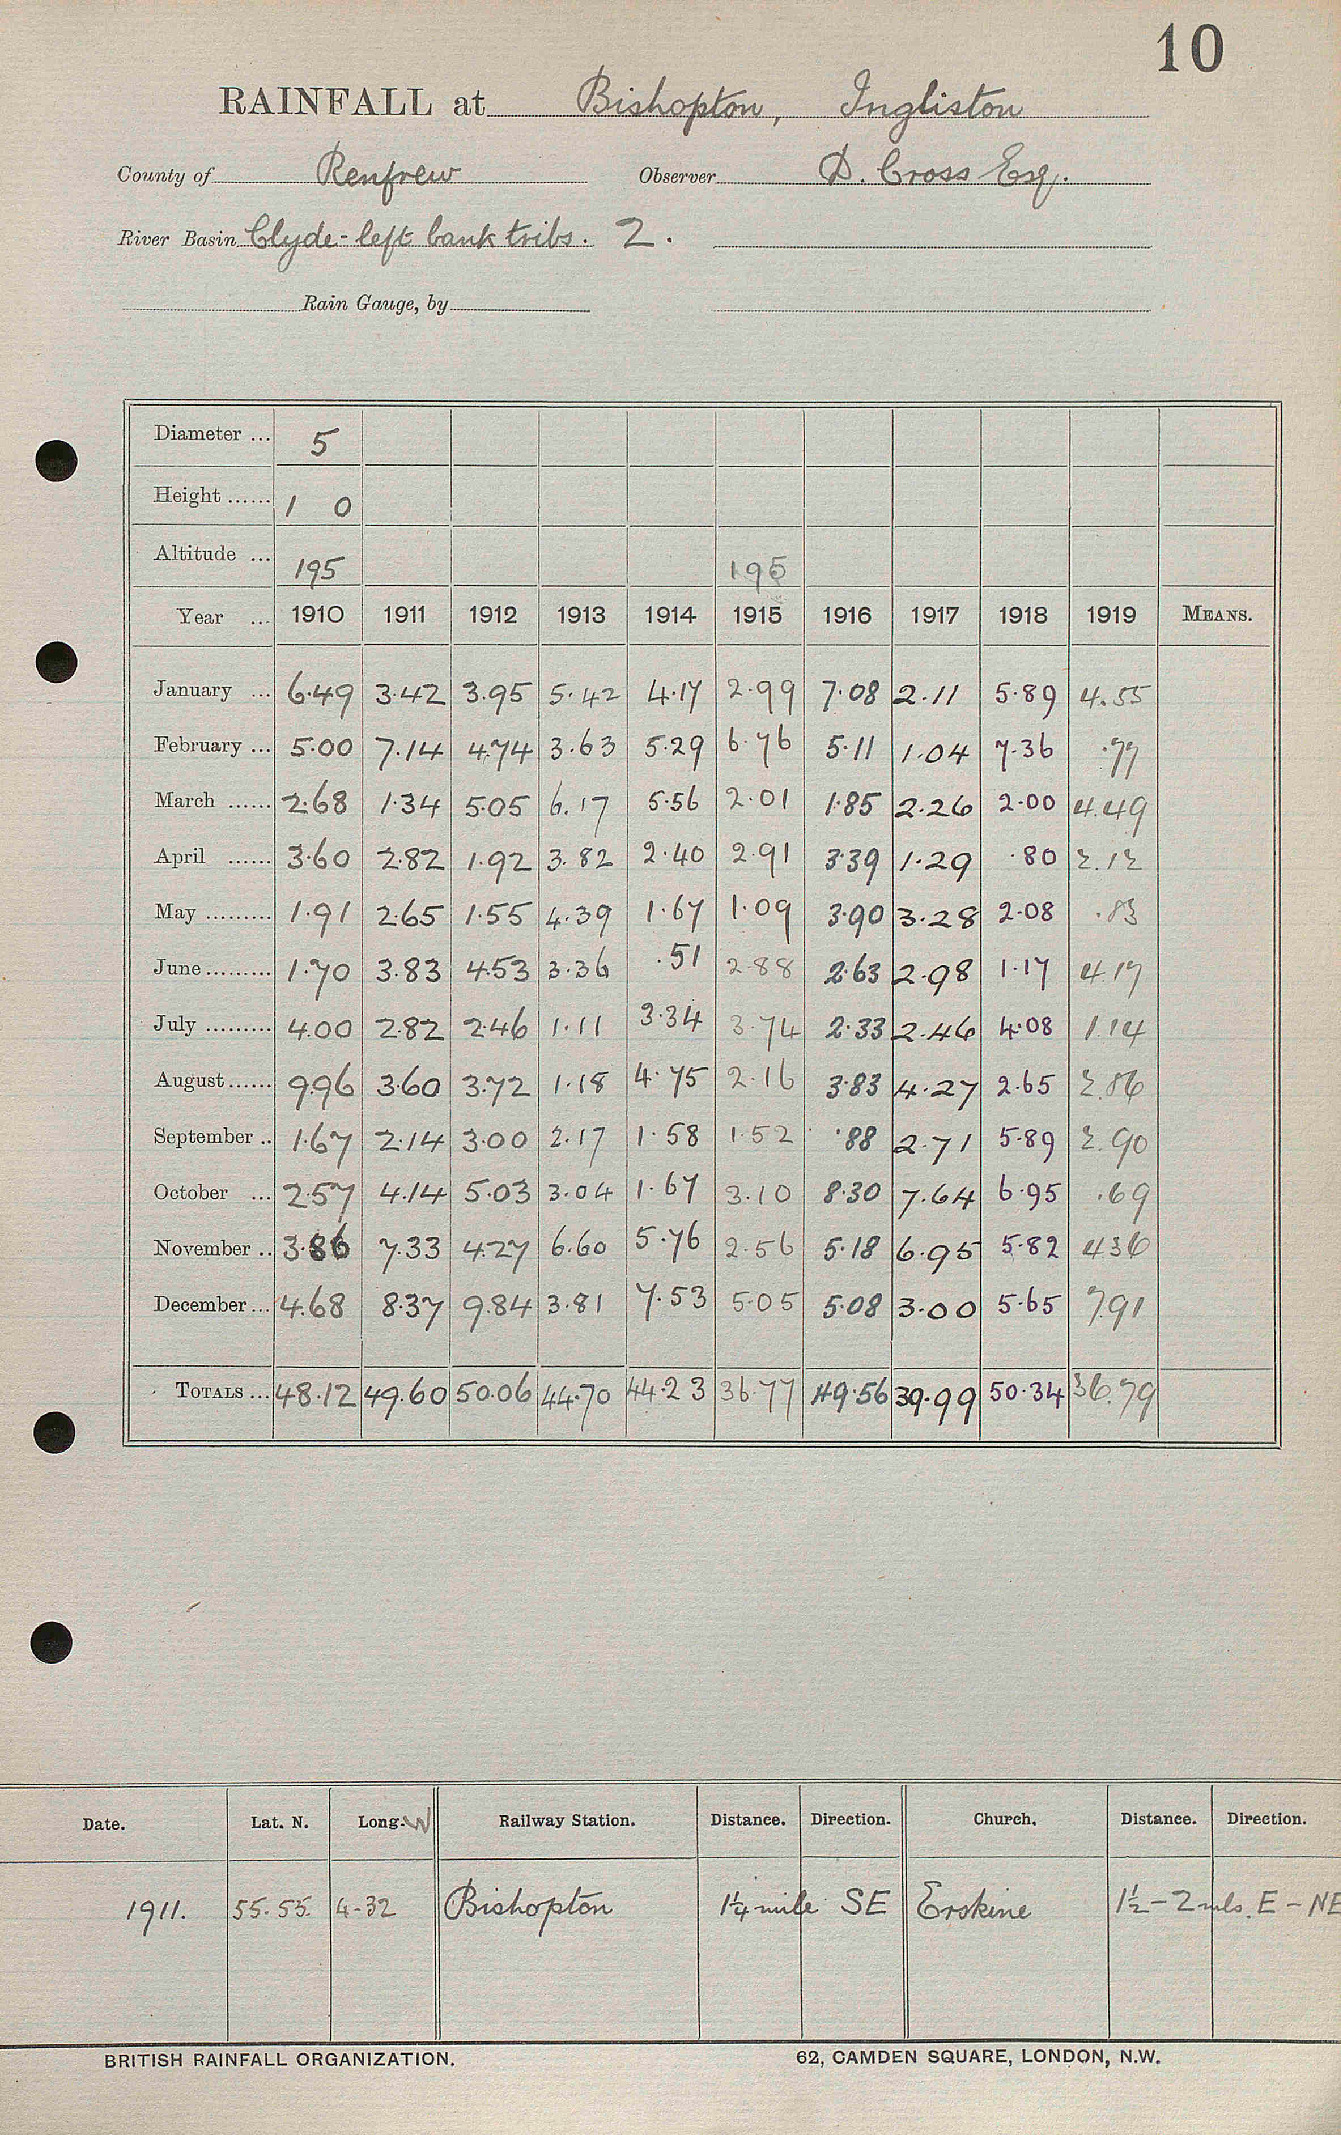 10
RAINFALL at Bishopton, Ingliston
County of Renfrew Observer D. Cross Esq.
River Basin Clyde - left bank tribs. 2.
Rain Gauge, by
Diameter ... 5
Height ...... 1 0
Altitude ... 195 195
Year ... 1910 1911 1912 1913 1914 1915 1916 1917 1918 1919 MEANS.
January ... 6.49 3.42 3.95 5.42 4.17 2.99 7.08 2.11 5.89 4.55
February ... 5.00 7.14 4.74 3.63 5.29 6.76 5.11 1.04 7.36 .77
March ...... 2.68 1.34 5.05 6.17 5.56 2.01 1.85 2.26 2.00 4.49
April ...... 3.60 2.82 1.92 3.82 2.40 2.91 3.39 1.29 .80 2.12
May ......... 1.91 2.65 1.55 4.39 1.67 1.09 3.90 3.28 2.08 .83
June ......... 1.70 3.83 4.53 3.36 .51 2.88 2.63 2.98 1.17 4.17
July ......... 4.00 2.82 2.46 1.11 3.34 3.74 2.33 2.46 4.08 1.14
August ...... 9.96 3.60 3.72 1.18 4.75 2.16 3.83 4.27 2.65 2.86
September .. 1.67 2.14 3.00 2.17 1.58 1.52 .88 2.71 5.89 2.90
October ... 2.57 4.14 5.03 3.04 1.67 3.10 8.30 7.64 6.95 .69
November .. 3.86 7.33 4.27 6.60 5.76 2.56 5.18 6.95 5.82 4.36
December ... 4.68 8.37 9.84 3.81 7.53 5.05 5.08 3.00 5.65 7.91
TOTALS ... 48.12 49.60 50.06 44.70 44.23 36.77 49.56 39.99 50.34 36.79
Date. Lat. N. Long. W Railway Station. Distance. Direction. Church. Distance. Direction.
1911. 55.55. 4-32 Bishopton 1¼ mile SE Erskine 1½ - 2 mls. E - NE
BRITISH RAINFALL ORGANIZATION. 62, CAMDEN SQUARE, LONDON, N.W.